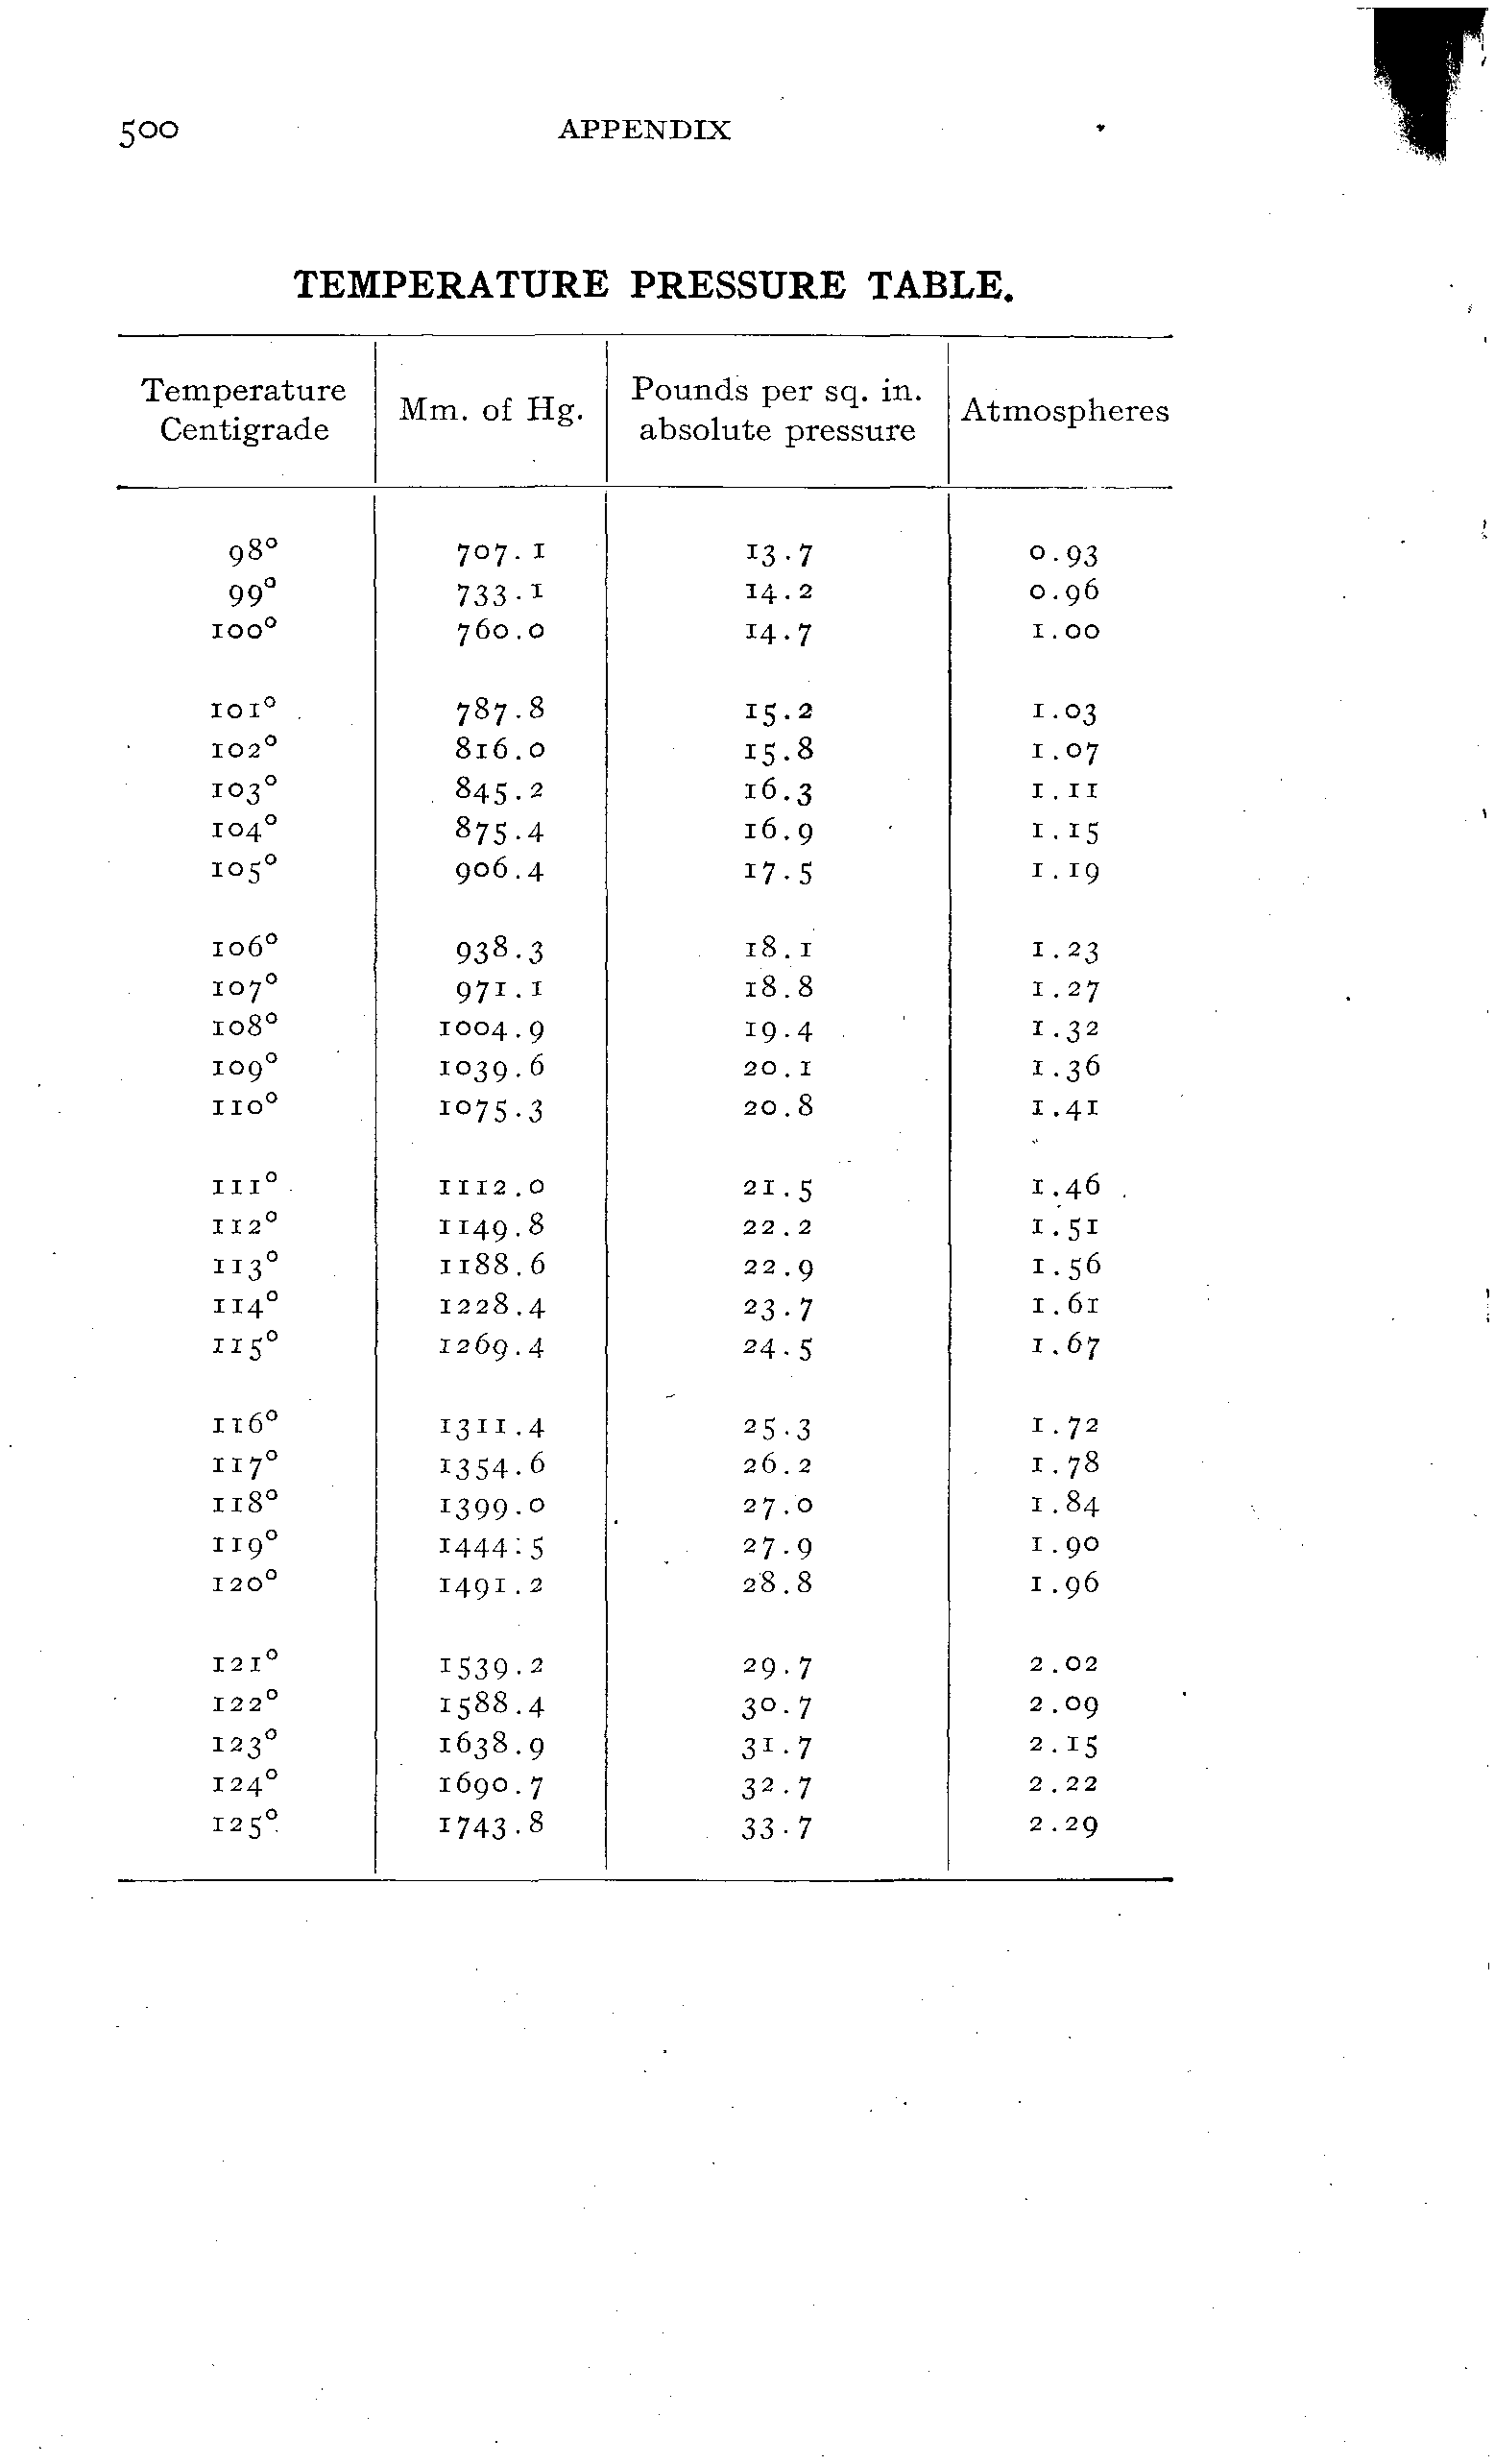 500 APPENDIX
TEMPERATURE PRESSURE TABLE.
Temperature Centigrade Mm. of Hg. Pounds per sq. in. absolute pressure Atmospheres
98° 707.1 13.7 0.93
99° 733.1 14.2 0.96
100° 760.0 14.7 1.00
101° 787.8 15.2 1.03
102° 816.0 15.8 1.07
103° 845.2 16.3 1.11
104° 875.4 16.9 1.15
105° 906.4 17.5 1.19
106° 938.3 18.1 1.23
107° 971.1 18.8 1.27
108° 1004.9 19.4 1.32
109° 1039.6 20.1 1.36
110° 1075.3 20.8 1.41
111° 1112.0 21.5 1.46
112° 1149.8 22.2 1.51
113° 1188.6 22.9 1.56
114° 1228.4 23.7 1.61
115° 1269.4 24.5 1.67
116° 1311.4 25.3 1.72
117° 1354.6 26.2 1.78
118° 1399.0 27.0 1.84
119° 1444.5 27.9 1.90
120° 1491.2 28.8 1.96
121° 1539.2 29.7 2.02
122° 1588.4 30.7 2.09
123° 1638.9 31.7 2.15
124° 1690.7 32.7 2.22
125° 1743.8 33.7 2.29